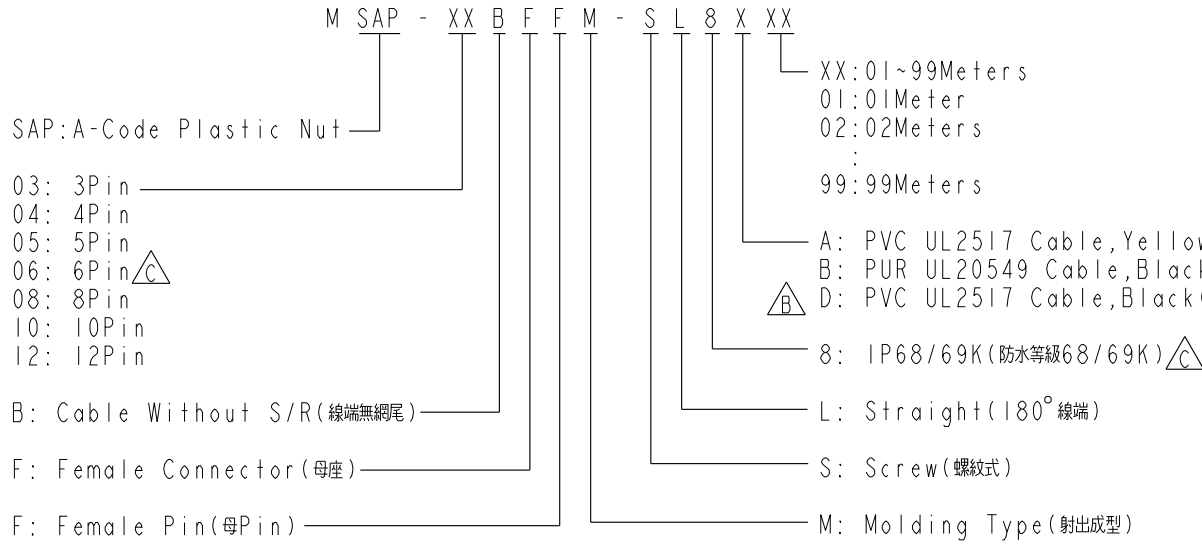 M SAP - XX B F F M - S L 8 X XX
SAP:A-Code Plastic Nut
03: 3Pin
04: 4Pin
05: 5Pin
06: 6Pin C
08: 8Pin
10: 10Pin
12: 12Pin
B: Cable Without S/R(線端無網尾)
F: Female Connector(母座)
F: Female Pin(母Pin)
XX:01~99Meters
01:01Meter
02:02Meters
:
99:99Meters
A: PVC UL2517 Cable,Yellow
B: PUR UL20549 Cable,Black
B D: PVC UL2517 Cable,Black(
8: IP68/69K(防水等級68/69K) C
L: Straight(180°線端)
S: Screw(螺紋式)
M: Molding Type(射出成型)